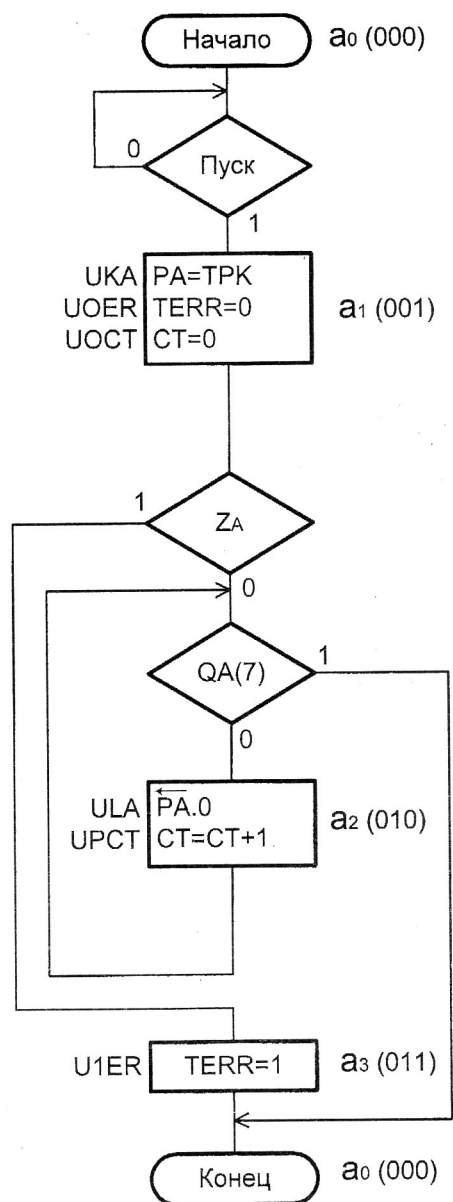 Начало a0 (000)
0
Пуск
1
UKA PA=TPK
UOER TERR=0 a1 (001)
UOCT CT=0
1
ZA
0
QA(7) 1
0
ULA PA.0 a2 (010)
UPCT CT=CT+1
U1ER TERR=1 a3 (011)
Конец a0 (000)